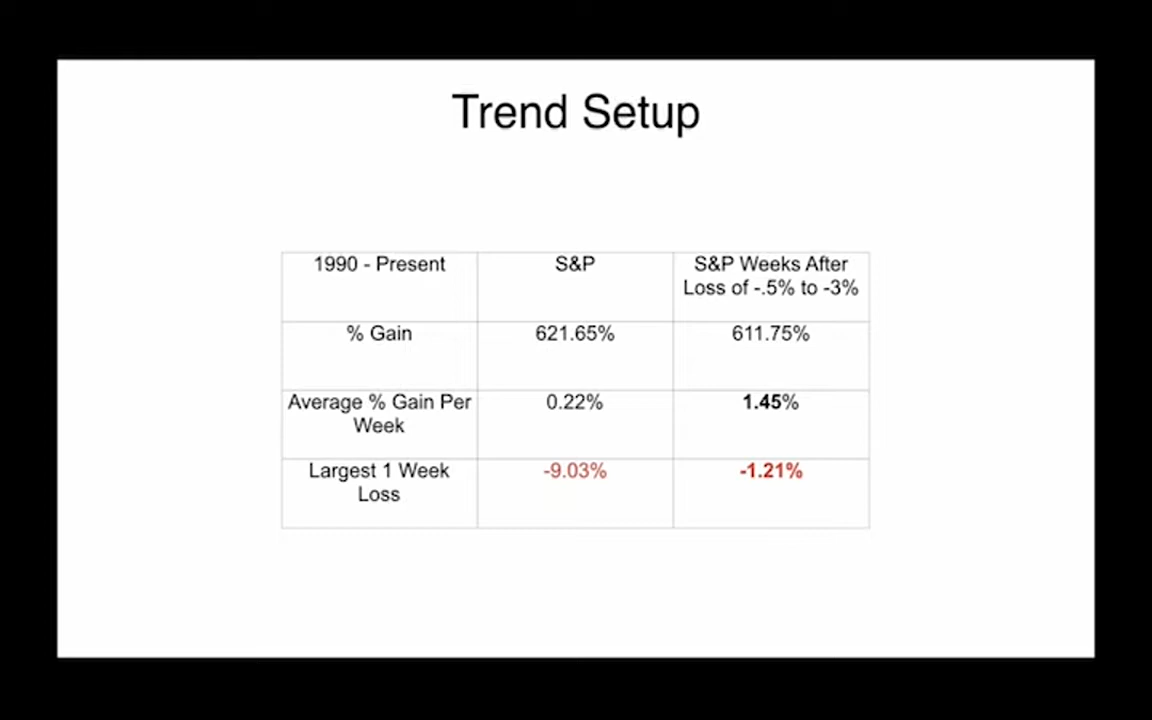 Trend Setup
1990 - Present
S&P
S&P Weeks After
Loss of -.5% to -3%
% Gain
621.65%
611.75%
Average % Gain Per
Week
0.22%
1.45%
Largest 1 Week
Loss
-9.03%
-1.21%